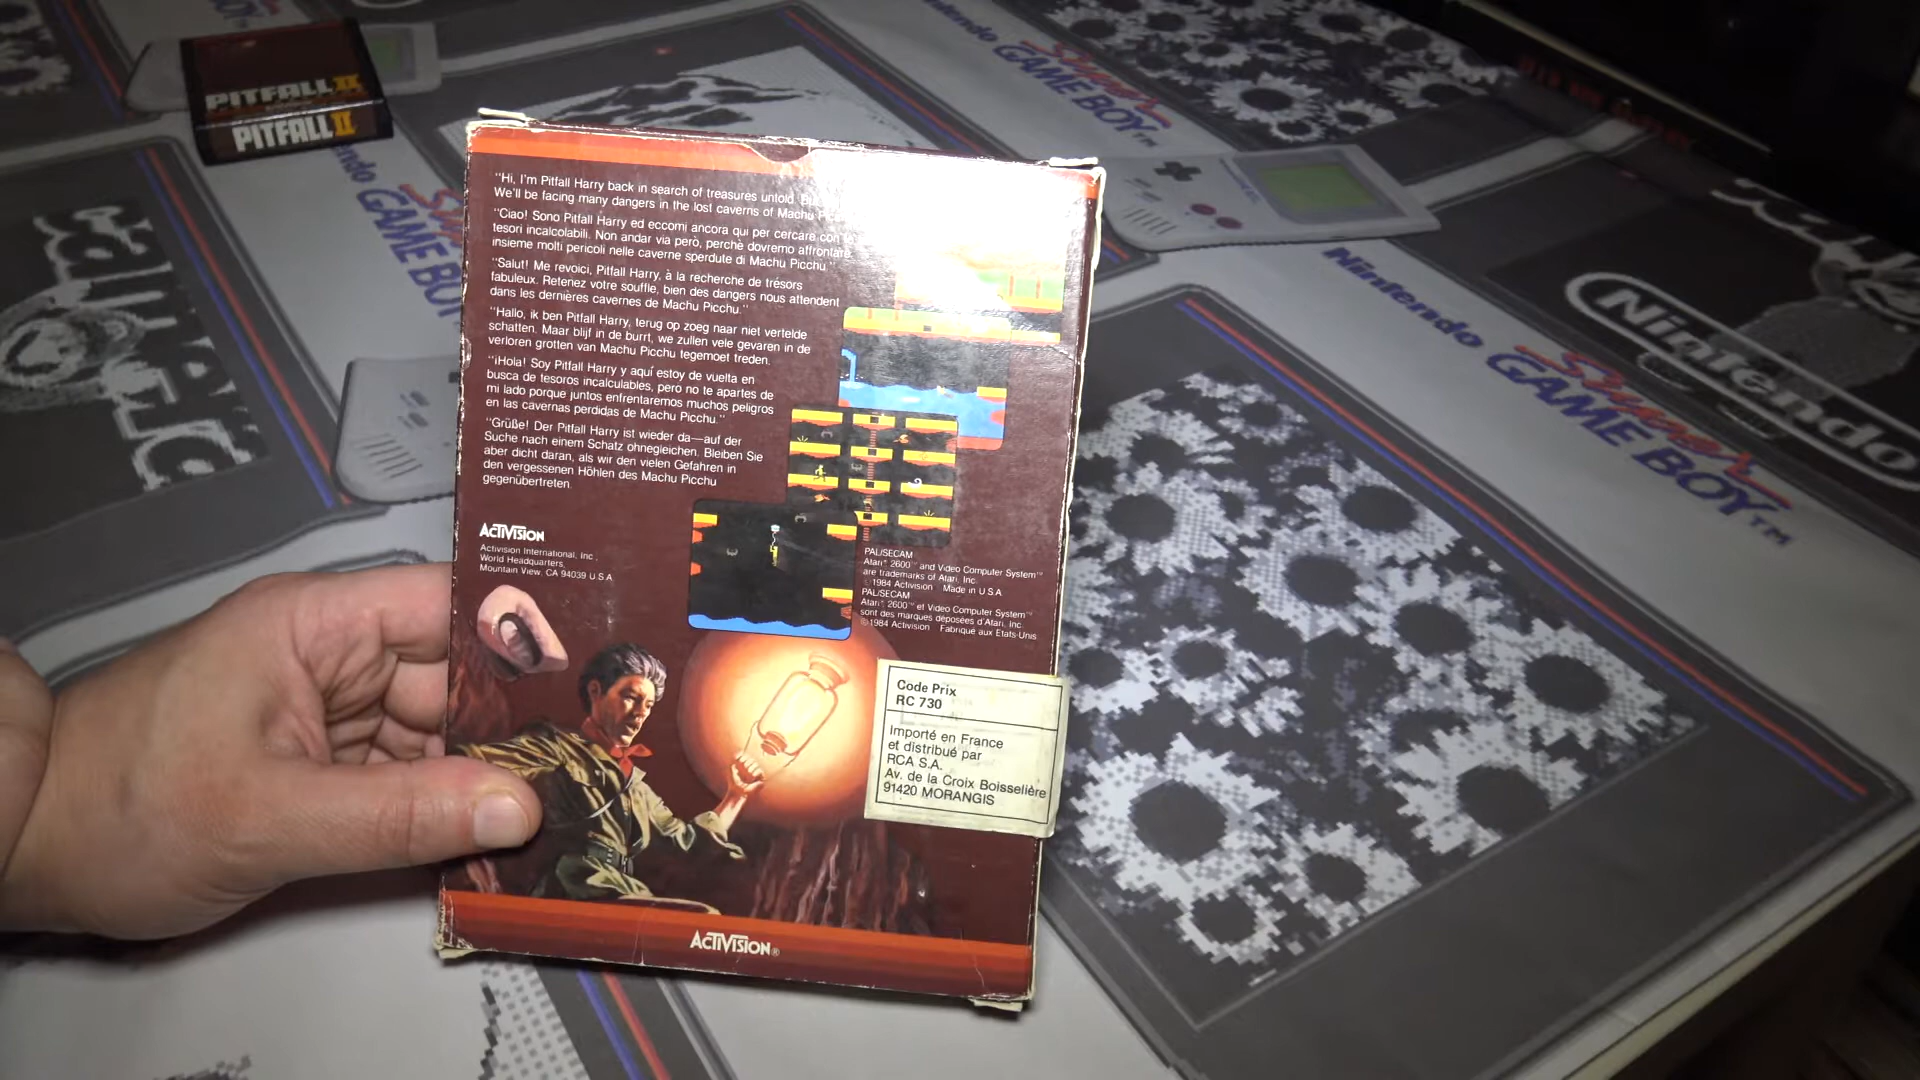 PITFALL II
PITFALL II
"Hi, I'm Pitfall Harry back in search of treasures untold.
We'll be facing many dangers in the lost caverns of Machu
"Ciao! Sono Pitfall Harry ed eccomi ancora qui per cercare con
tesori incalcolabili. Non andar via però, perchè dovremo affrontare
insieme molti pericoli nelle caverne sperdute di Machu Picchu."
"Salut! Me revoici, Pitfall Harry, à la recherche de trésors
fabuleux. Retenez votre souffle, bien des dangers nous attendent
dans les dernières cavernes de Machu Picchu."
"Hallo, ik ben Pitfall Harry, terug op zoeg naar niet vertelde
schatten. Maar blijf in de burrt, we zullen vele gevaren in de
verloren grotten van Machu Picchu tegemoet treden.
"¡Hola! Soy Pitfall Harry y aquí estoy de vuelta en
busca de tesoros incalculables, pero no te apartes de
mi lado porque juntos enfrentaremos muchos peligros
en las cavernas perdidas de Machu Picchu."
"Grüße! Der Pitfall Harry ist wieder da—auf der
Suche nach einem Schatz ohnegleichen. Bleiben Sie
aber dicht daran, als wir den vielen Gefahren in
den vergessenen Höhlen des Machu Picchu
gegenübertreten.
ACTIVISION
Activision International, Inc.,
World Headquarters,
Mountain View, CA 94039 U.S.A.
PAL/SECAM
Atari® 2600™ and Video Computer System™
are trademarks of Atari, Inc.
©1984 Activision Made in U.S.A.
PAL/SECAM
Atari® 2600™ et Video Computer System™
sont des marques déposées d'Atari, Inc.
©1984 Activision Fabriqué aux Etats-Unis
Code Prix
RC 730
Importé en France
et distribué par
RCA S.A.
Av. de la Croix Boisselière
91420 MORANGIS
ACTIVISION®
Nintendo
Super
GAME BOY™
Nintendo
Super
GAME BOY™
Nintendo